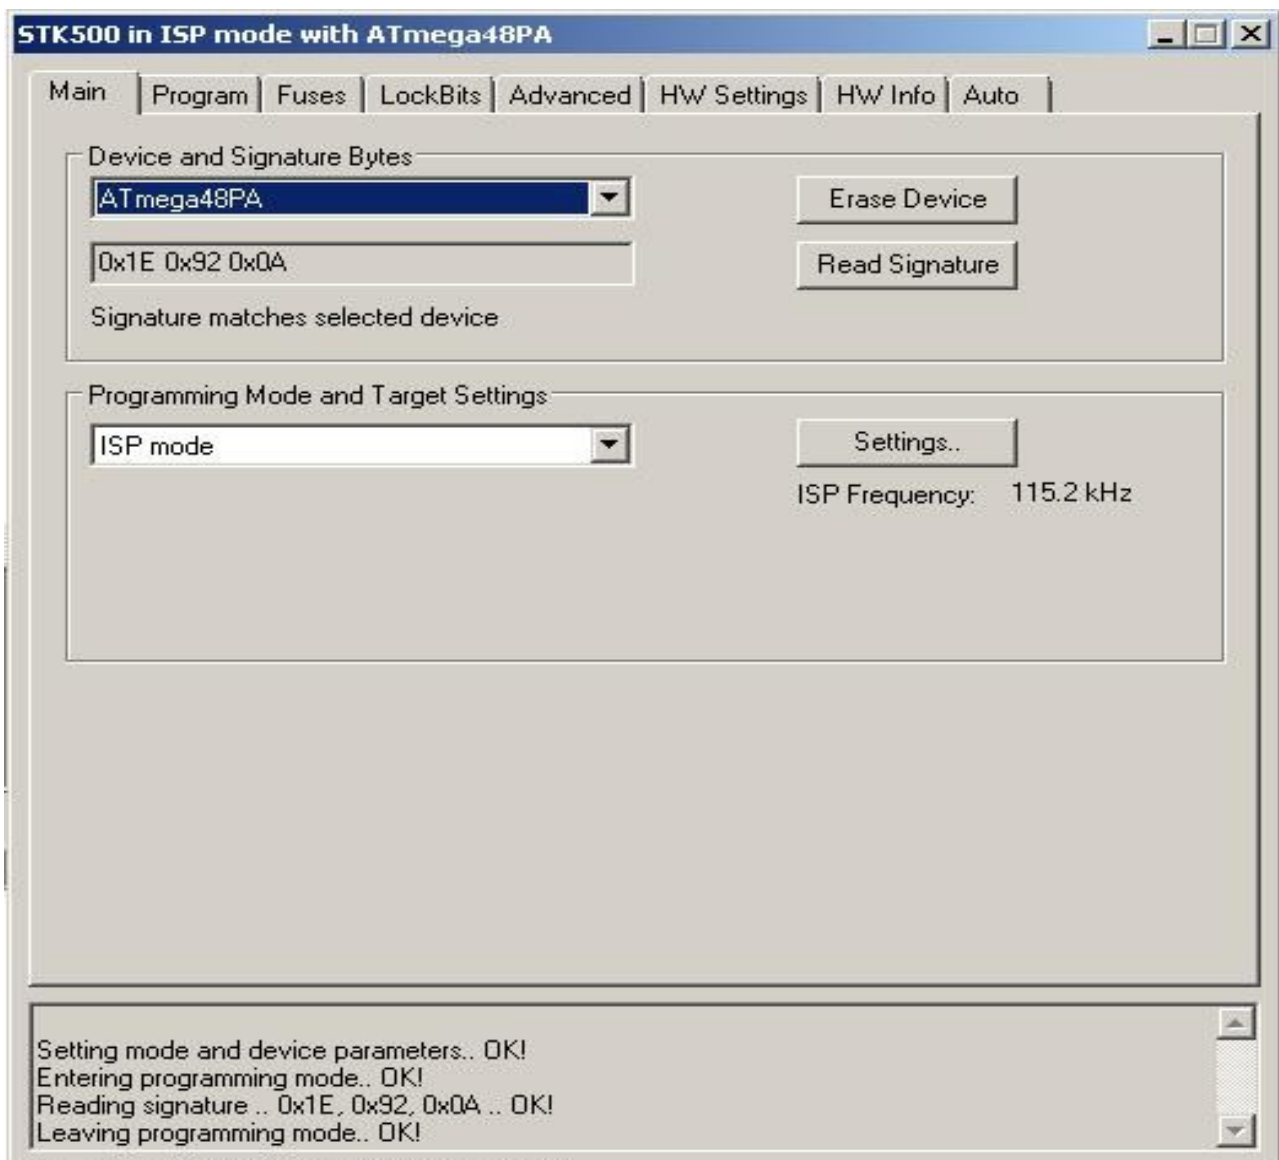 STK500 in ISP mode with ATmega48PA
Main Program Fuses LockBits Advanced HW Settings HW Info Auto
Device and Signature Bytes
ATmega48PA
Erase Device
0x1E 0x92 0x0A
Read Signature
Signature matches selected device
Programming Mode and Target Settings
ISP mode
Settings..
ISP Frequency: 115.2 kHz
Setting mode and device parameters.. OK!
Entering programming mode.. OK!
Reading signature .. 0x1E, 0x92, 0x0A .. OK!
Leaving programming mode.. OK!